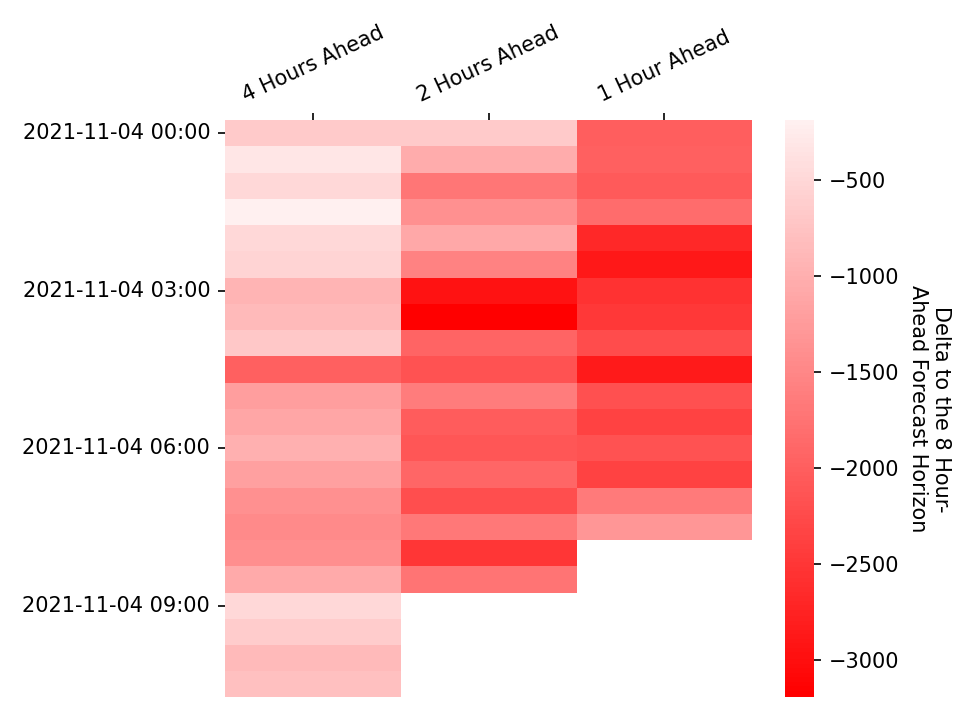 4 Hours Ahead
2 Hours Ahead
1 Hour Ahead
2021-11-04 00:00
2021-11-04 03:00
2021-11-04 06:00
2021-11-04 09:00
−500
−1000
−1500
−2000
−2500
−3000
Delta to the 8 Hour-
Ahead Forecast Horizon